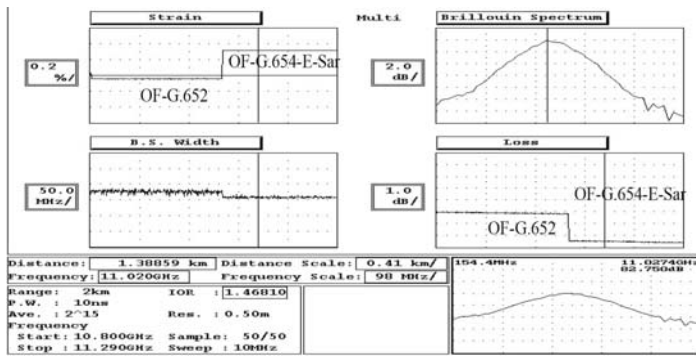 Strain
Multi
Brillouin Spectrum
0.2
%/
OF-G.654-E-Sar
OF-G.652
2.0
dB/
B.S. Width
Loss
50.0
MHz/
1.0
dB/
OF-G.654-E-Sar
OF-G.652
Distance: 1.38859 km Distance Scale: 0.41 km/
Frequency: 11.020GHz Frequency Scale: 98 MHz/
Range: 2km IOR : 1.46810
P.W. : 10ns
Ave. : 2^15 Res. : 0.50m
Frequency
Start: 10.800GHz Sample: 50/50
Stop : 11.290GHz Sweep : 10MHz
154.4MHz 11.0274GHz
82.750dB